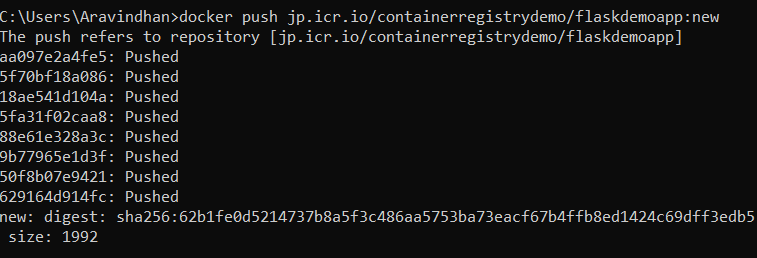 C:\Users\Aravindhan>docker push jp.icr.io/containerregistrydemo/flaskdemoapp:new
The push refers to repository [jp.icr.io/containerregistrydemo/flaskdemoapp]
aa097e2a4fe5: Pushed
5f70bf18a086: Pushed
18ae541d104a: Pushed
5fa31f02caa8: Pushed
88e61e328a3c: Pushed
9b77965e1d3f: Pushed
50f8b07e9421: Pushed
629164d914fc: Pushed
new: digest: sha256:62b1fe0d5214737b8a5f3c486aa5753ba73eacf67b4ffb8ed1424c69dff3edb5
size: 1992